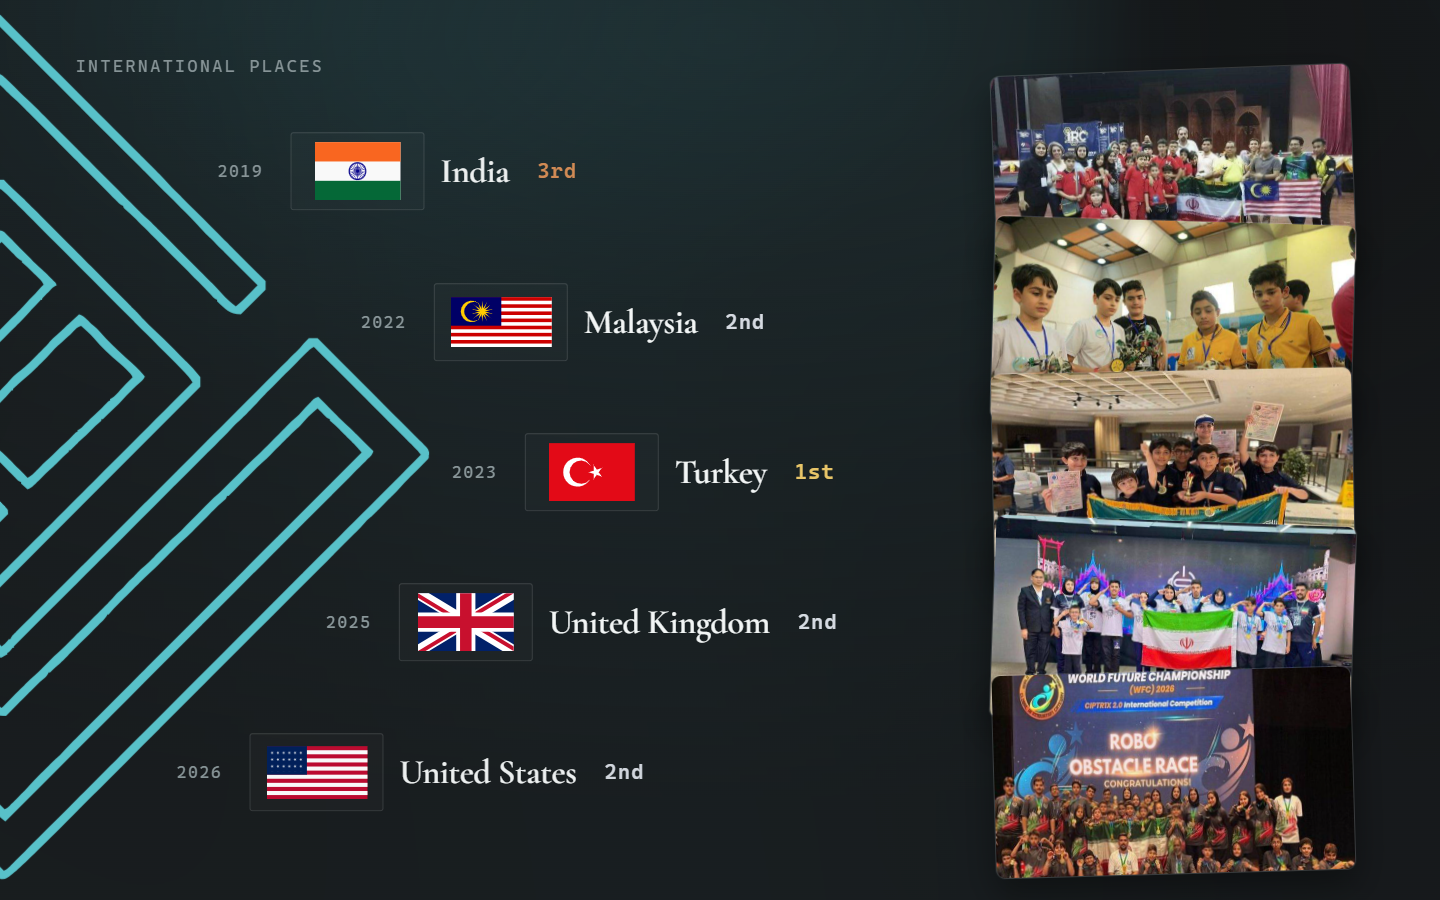 INTERNATIONAL PLACES
2019 India 3rd
2022 Malaysia 2nd
2023 Turkey 1st
2025 United Kingdom 2nd
2026 United States 2nd
IRC
WORLD FUTURE CHAMPIONSHIP
(WFC) 2026
CIPTRIX 2.0 International Competition
ROBO
OBSTACLE RACE
CONGRATULATIONS!